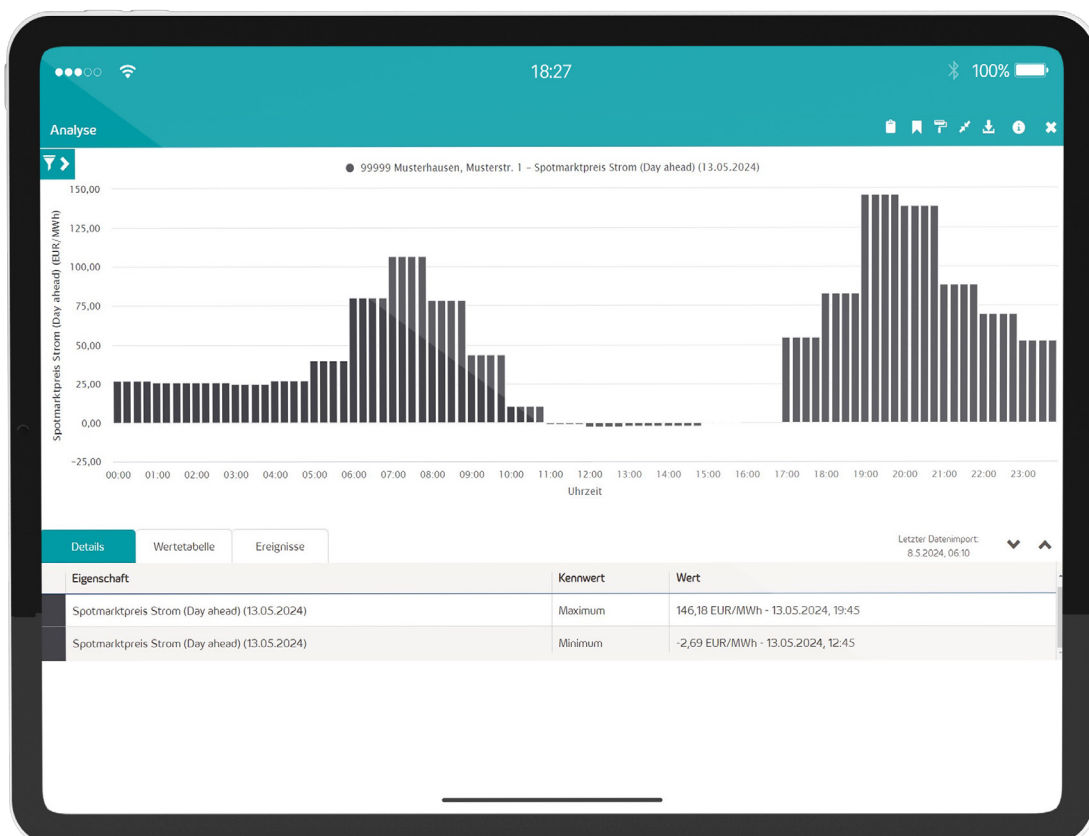 18:27
100%
Analyse
99999 Musterhausen, Musterstr. 1 – Spotmarktpreis Strom (Day ahead) (13.05.2024)
Spotmarktpreis Strom (Day ahead) (EUR/MWh)
150,00
125,00
100,00
75,00
50,00
25,00
0,00
−25,00
00:00 01:00 02:00 03:00 04:00 05:00 06:00 07:00 08:00 09:00 10:00 11:00 12:00 13:00 14:00 15:00 16:00 17:00 18:00 19:00 20:00 21:00 22:00 23:00
Uhrzeit
Details Wertetabelle Ereignisse
Letzter Datenimport:
8.5.2024, 06:10
Eigenschaft Kennwert Wert
Spotmarktpreis Strom (Day ahead) (13.05.2024) Maximum 146,18 EUR/MWh - 13.05.2024, 19:45
Spotmarktpreis Strom (Day ahead) (13.05.2024) Minimum -2,69 EUR/MWh - 13.05.2024, 12:45